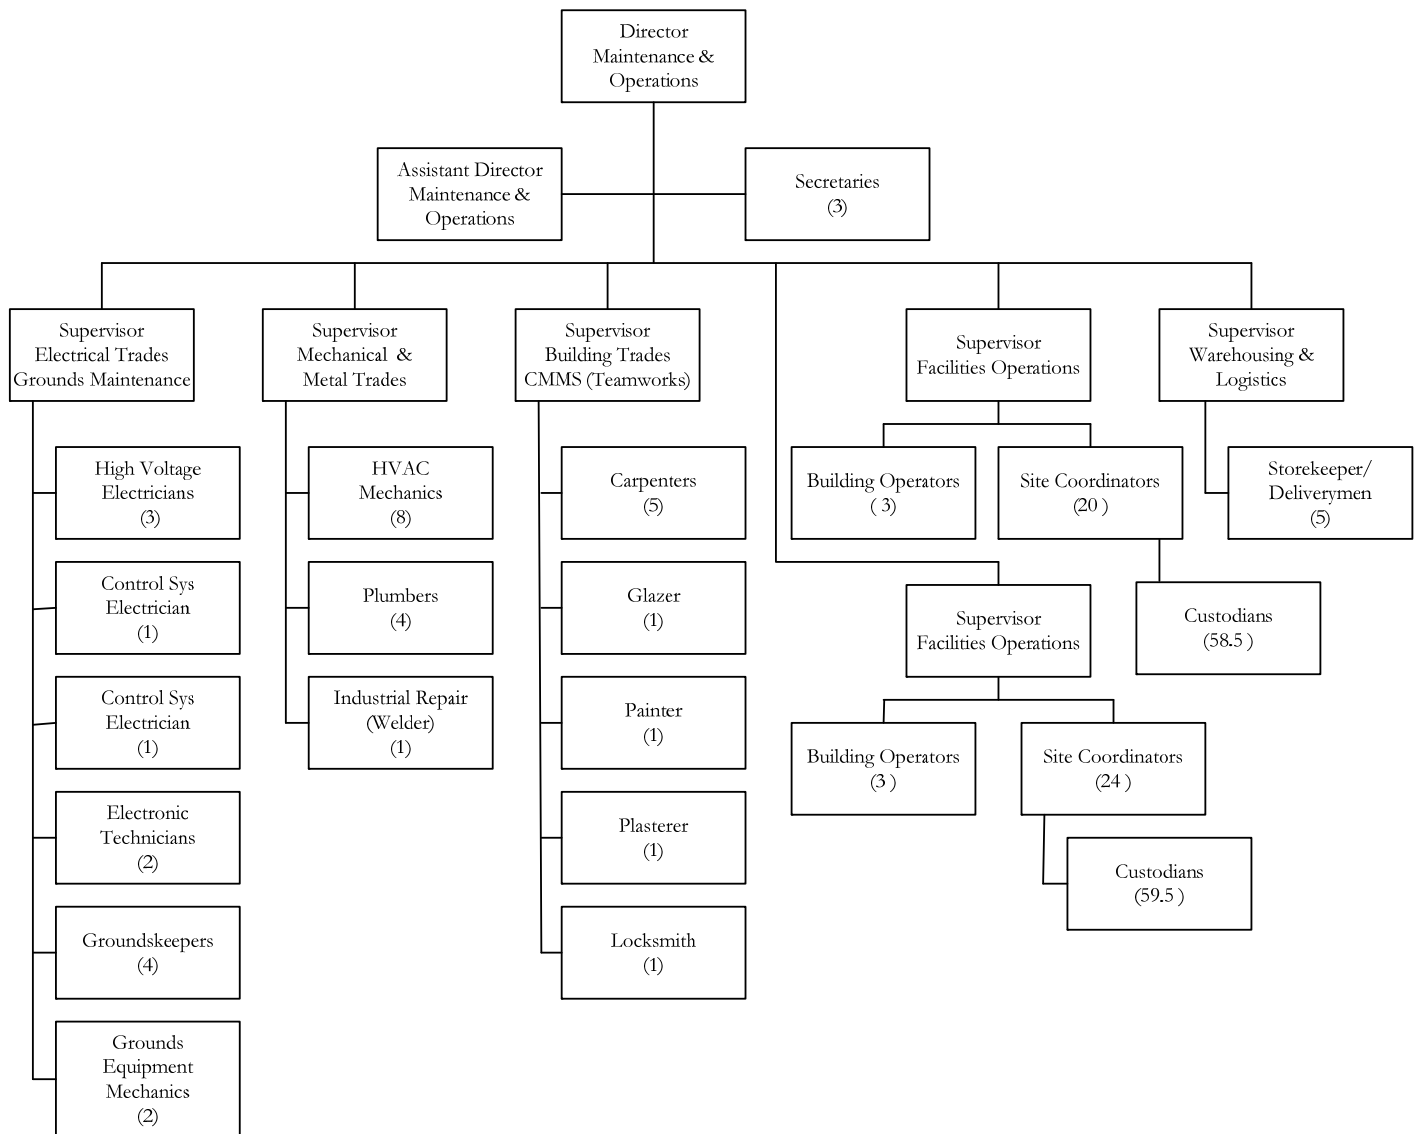 Director
Maintenance &
Operations
Assistant Director
Maintenance &
Operations
Secretaries
(3)
Supervisor
Electrical Trades
Grounds Maintenance
Supervisor
Mechanical &
Metal Trades
Supervisor
Building Trades
CMMS (Teamworks)
Supervisor
Facilities Operations
Supervisor
Warehousing &
Logistics
High Voltage
Electricians
(3)
Control Sys
Electrician
(1)
Control Sys
Electrician
(1)
Electronic
Technicians
(2)
Groundskeepers
(4)
Grounds
Equipment
Mechanics
(2)
HVAC
Mechanics
(8)
Plumbers
(4)
Industrial Repair
(Welder)
(1)
Carpenters
(5)
Glazer
(1)
Painter
(1)
Plasterer
(1)
Locksmith
(1)
Building Operators
( 3)
Site Coordinators
(20 )
Custodians
(58.5 )
Storekeeper/
Deliverymen
(5)
Supervisor
Facilities Operations
Building Operators
(3 )
Site Coordinators
(24 )
Custodians
(59.5 )